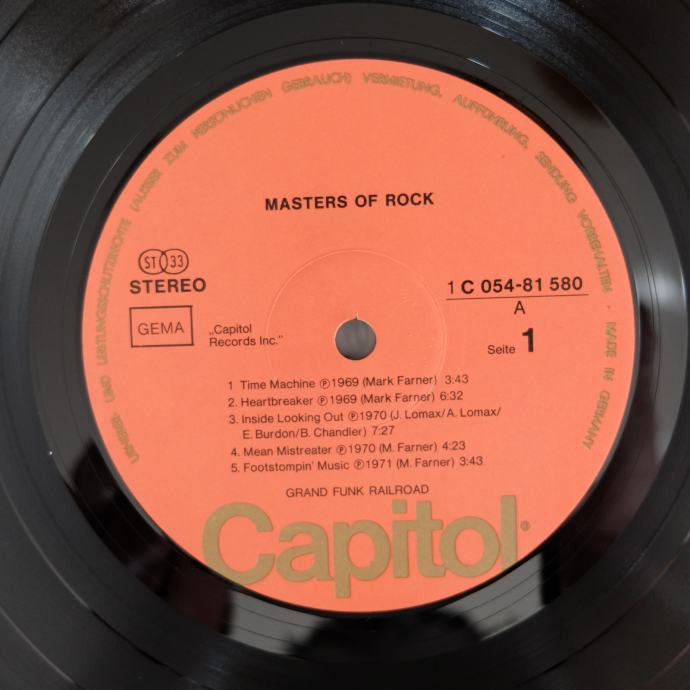 URHEBER- UND LEISTUNGSSCHUTZRECHTE (AUSSER ZUM PERSÖNLICHEN GEBRAUCH) VERMIETUNG, AUFFÜHRUNG, SENDUNG VORBEHALTEN · MADE IN GERMANY
MASTERS OF ROCK
ST 33
STEREO
1 C 054-81 580
A
GEMA
„Capitol
Records Inc."
Seite 1
1 Time Machine ℗1969 (Mark Farner) 3:43
2. Heartbreaker ℗1969 (Mark Farner) 6:32
3. Inside Looking Out ℗1970 (J. Lomax/A. Lomax/
E. Burdon/B. Chandler) 7:27
4. Mean Mistreater ℗1970 (M. Farner) 4:23
5. Footstompin' Music ℗1971 (M. Farner) 3:43
GRAND FUNK RAILROAD
Capitol®